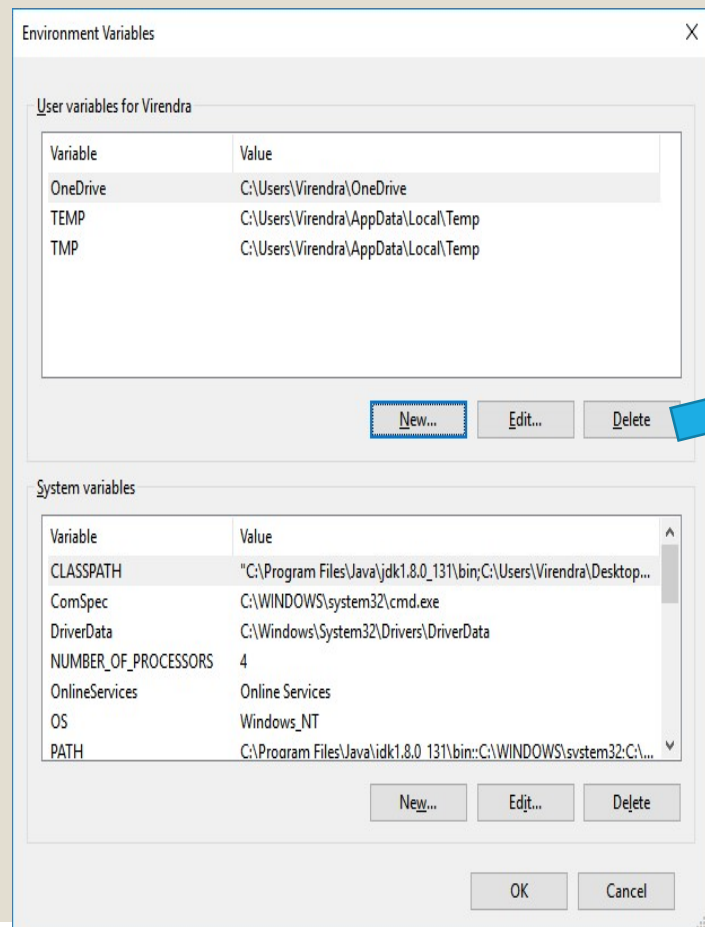 Environment Variables
X
User variables for Virendra
Variable Value
OneDrive C:\Users\Virendra\OneDrive
TEMP C:\Users\Virendra\AppData\Local\Temp
TMP C:\Users\Virendra\AppData\Local\Temp
New... Edit... Delete
System variables
Variable Value
CLASSPATH "C:\Program Files\Java\jdk1.8.0_131\bin;C:\Users\Virendra\Desktop...
ComSpec C:\WINDOWS\system32\cmd.exe
DriverData C:\Windows\System32\Drivers\DriverData
NUMBER_OF_PROCESSORS 4
OnlineServices Online Services
OS Windows_NT
PATH C:\Program Files\Java\jdk1.8.0_131\bin;;C:\WINDOWS\system32;C:\...
New... Edit... Delete
OK Cancel